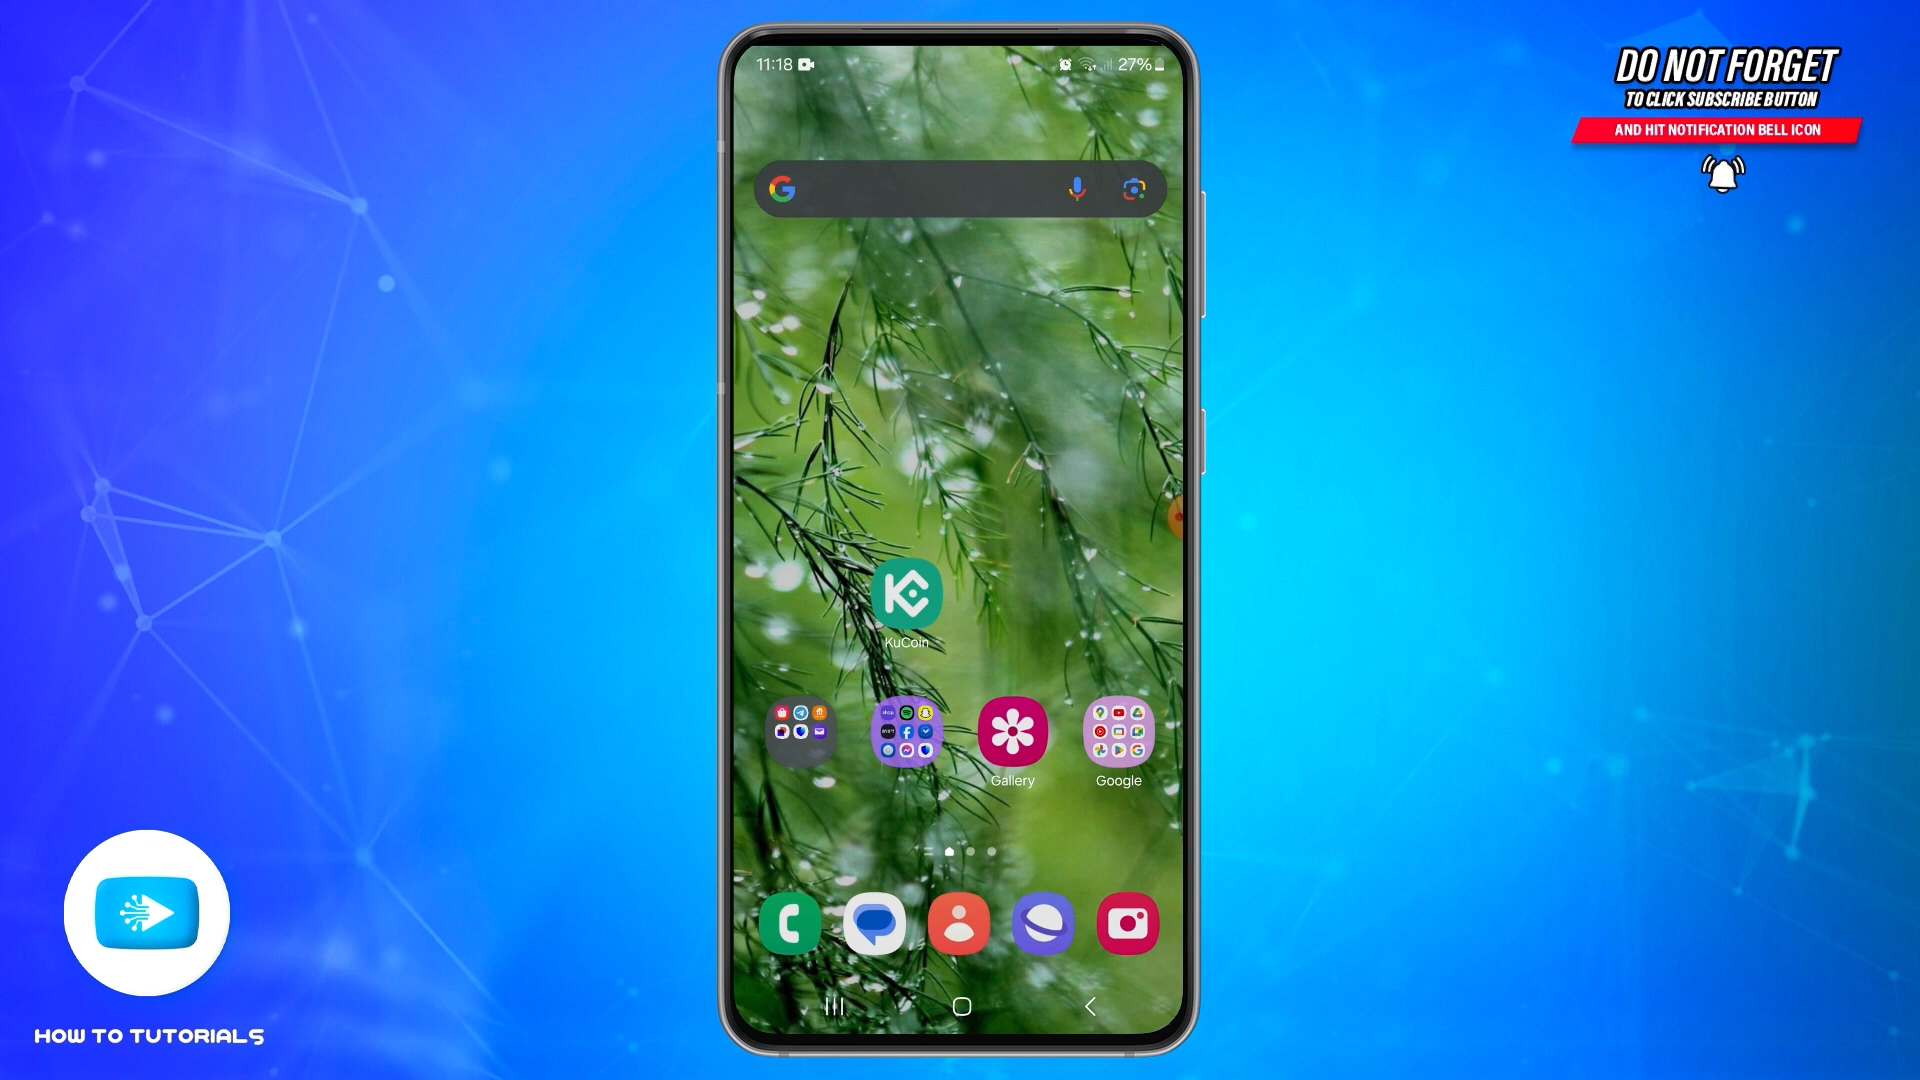 11:18
27%
DO NOT FORGET
TO CLICK SUBSCRIBE BUTTON
AND HIT NOTIFICATION BELL ICON
KuCoin
Gallery
Google
HOW TO TUTORIALS